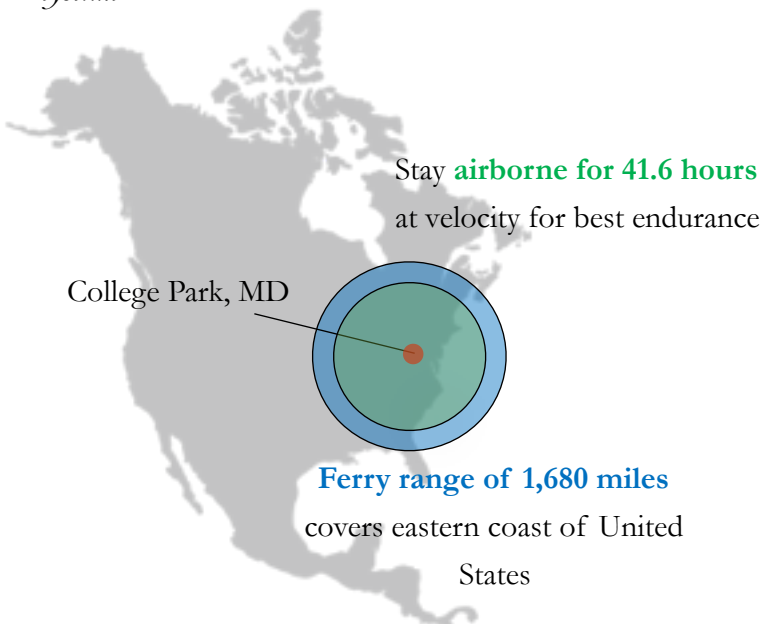 Stay airborne for 41.6 hours
at velocity for best endurance
College Park, MD
Ferry range of 1,680 miles
covers eastern coast of United
States